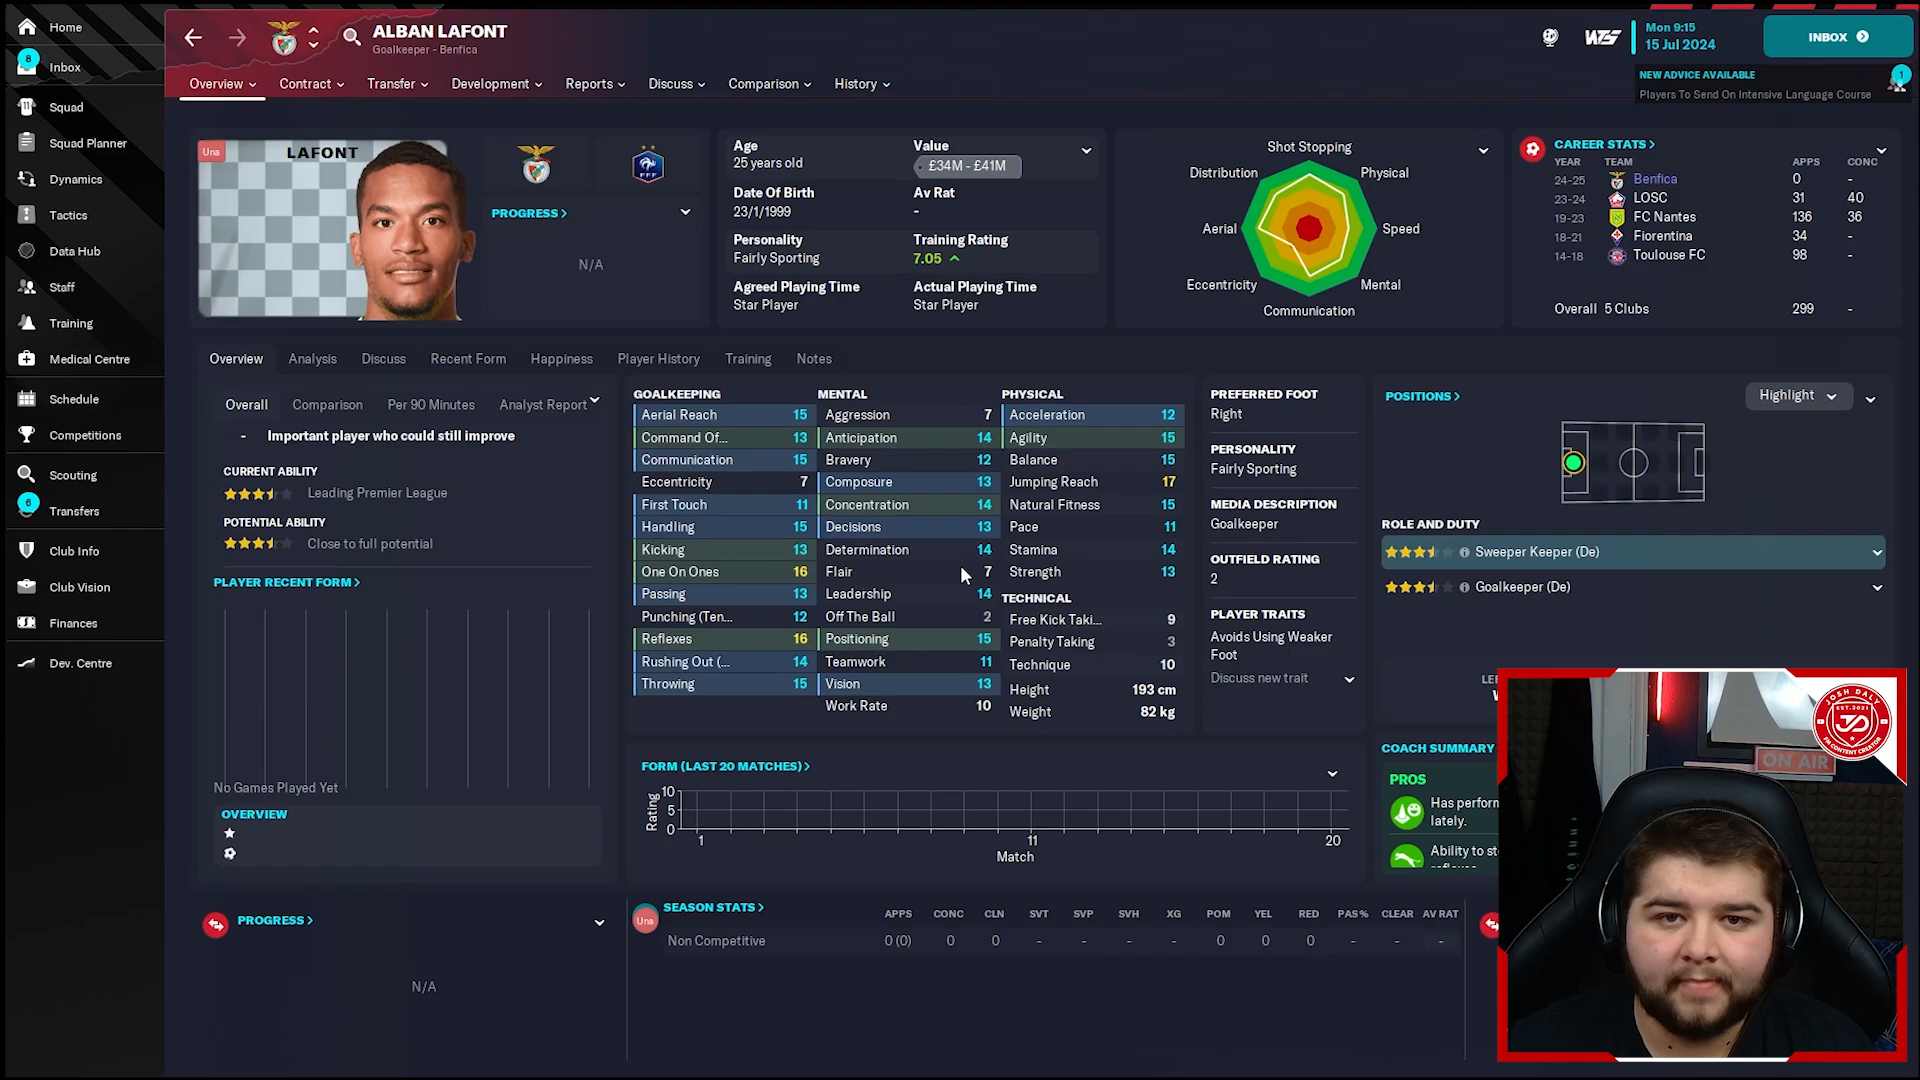 Home
8
Inbox
Squad
Squad Planner
Dynamics
Tactics
Data Hub
Staff
Training
Medical Centre
Schedule
Competitions
Scouting
6
Transfers
Club Info
Club Vision
Finances
Dev. Centre
ALBAN LAFONT
Goalkeeper - Benfica
Mon 9:15
15 Jul 2024
INBOX
NEW ADVICE AVAILABLE
1
Players To Send On Intensive Language Course
Overview Contract Transfer Development Reports Discuss Comparison History
Una
LAFONT
FFF
PROGRESS >
N/A
Age
25 years old
Value
£34M - £41M
Date Of Birth
23/1/1999
Av Rat
-
Personality
Fairly Sporting
Training Rating
7.05
Agreed Playing Time
Star Player
Actual Playing Time
Star Player
Shot Stopping
Distribution
Physical
Aerial
Speed
Eccentricity
Mental
Communication
CAREER STATS >
YEAR TEAM APPS CONC
24-25 Benfica 0 -
23-24 LOSC 31 40
19-23 FC Nantes 136 36
18-21 Fiorentina 34 -
14-18 Toulouse FC 98 -
Overall 5 Clubs 299 -
Overview Analysis Discuss Recent Form Happiness Player History Training Notes
Overall Comparison Per 90 Minutes Analyst Report
- Important player who could still improve
CURRENT ABILITY
Leading Premier League
POTENTIAL ABILITY
Close to full potential
PLAYER RECENT FORM >
No Games Played Yet
OVERVIEW
GOALKEEPING
Aerial Reach 15
Command Of... 13
Communication 15
Eccentricity 7
First Touch 11
Handling 15
Kicking 13
One On Ones 16
Passing 13
Punching (Ten... 12
Reflexes 16
Rushing Out (... 14
Throwing 15
MENTAL
Aggression 7
Anticipation 14
Bravery 12
Composure 13
Concentration 14
Decisions 13
Determination 14
Flair 7
Leadership 14
Off The Ball 2
Positioning 15
Teamwork 11
Vision 13
Work Rate 10
PHYSICAL
Acceleration 12
Agility 15
Balance 15
Jumping Reach 17
Natural Fitness 15
Pace 11
Stamina 14
Strength 13
TECHNICAL
Free Kick Taki... 9
Penalty Taking 3
Technique 10
Height 193 cm
Weight 82 kg
PREFERRED FOOT
Right
PERSONALITY
Fairly Sporting
MEDIA DESCRIPTION
Goalkeeper
OUTFIELD RATING
2
PLAYER TRAITS
Avoids Using Weaker
Foot
Discuss new trait
POSITIONS >
Highlight
ROLE AND DUTY
Sweeper Keeper (De)
Goalkeeper (De)
COACH SUMMARY
PROS
Has perform
lately.
Ability to st
FORM (LAST 20 MATCHES) >
Rating
10
5
0
1 11 20
Match
PROGRESS >
N/A
Una
SEASON STATS >
APPS CONC CLN SVT SVP SVH XG POM YEL RED PAS% CLEAR AV RAT
Non Competitive 0 (0) 0 0 - - - - 0 0 0 - - -
JOSH DALY
EST.2021
JD
FM CONTENT CREATOR
ON AIR